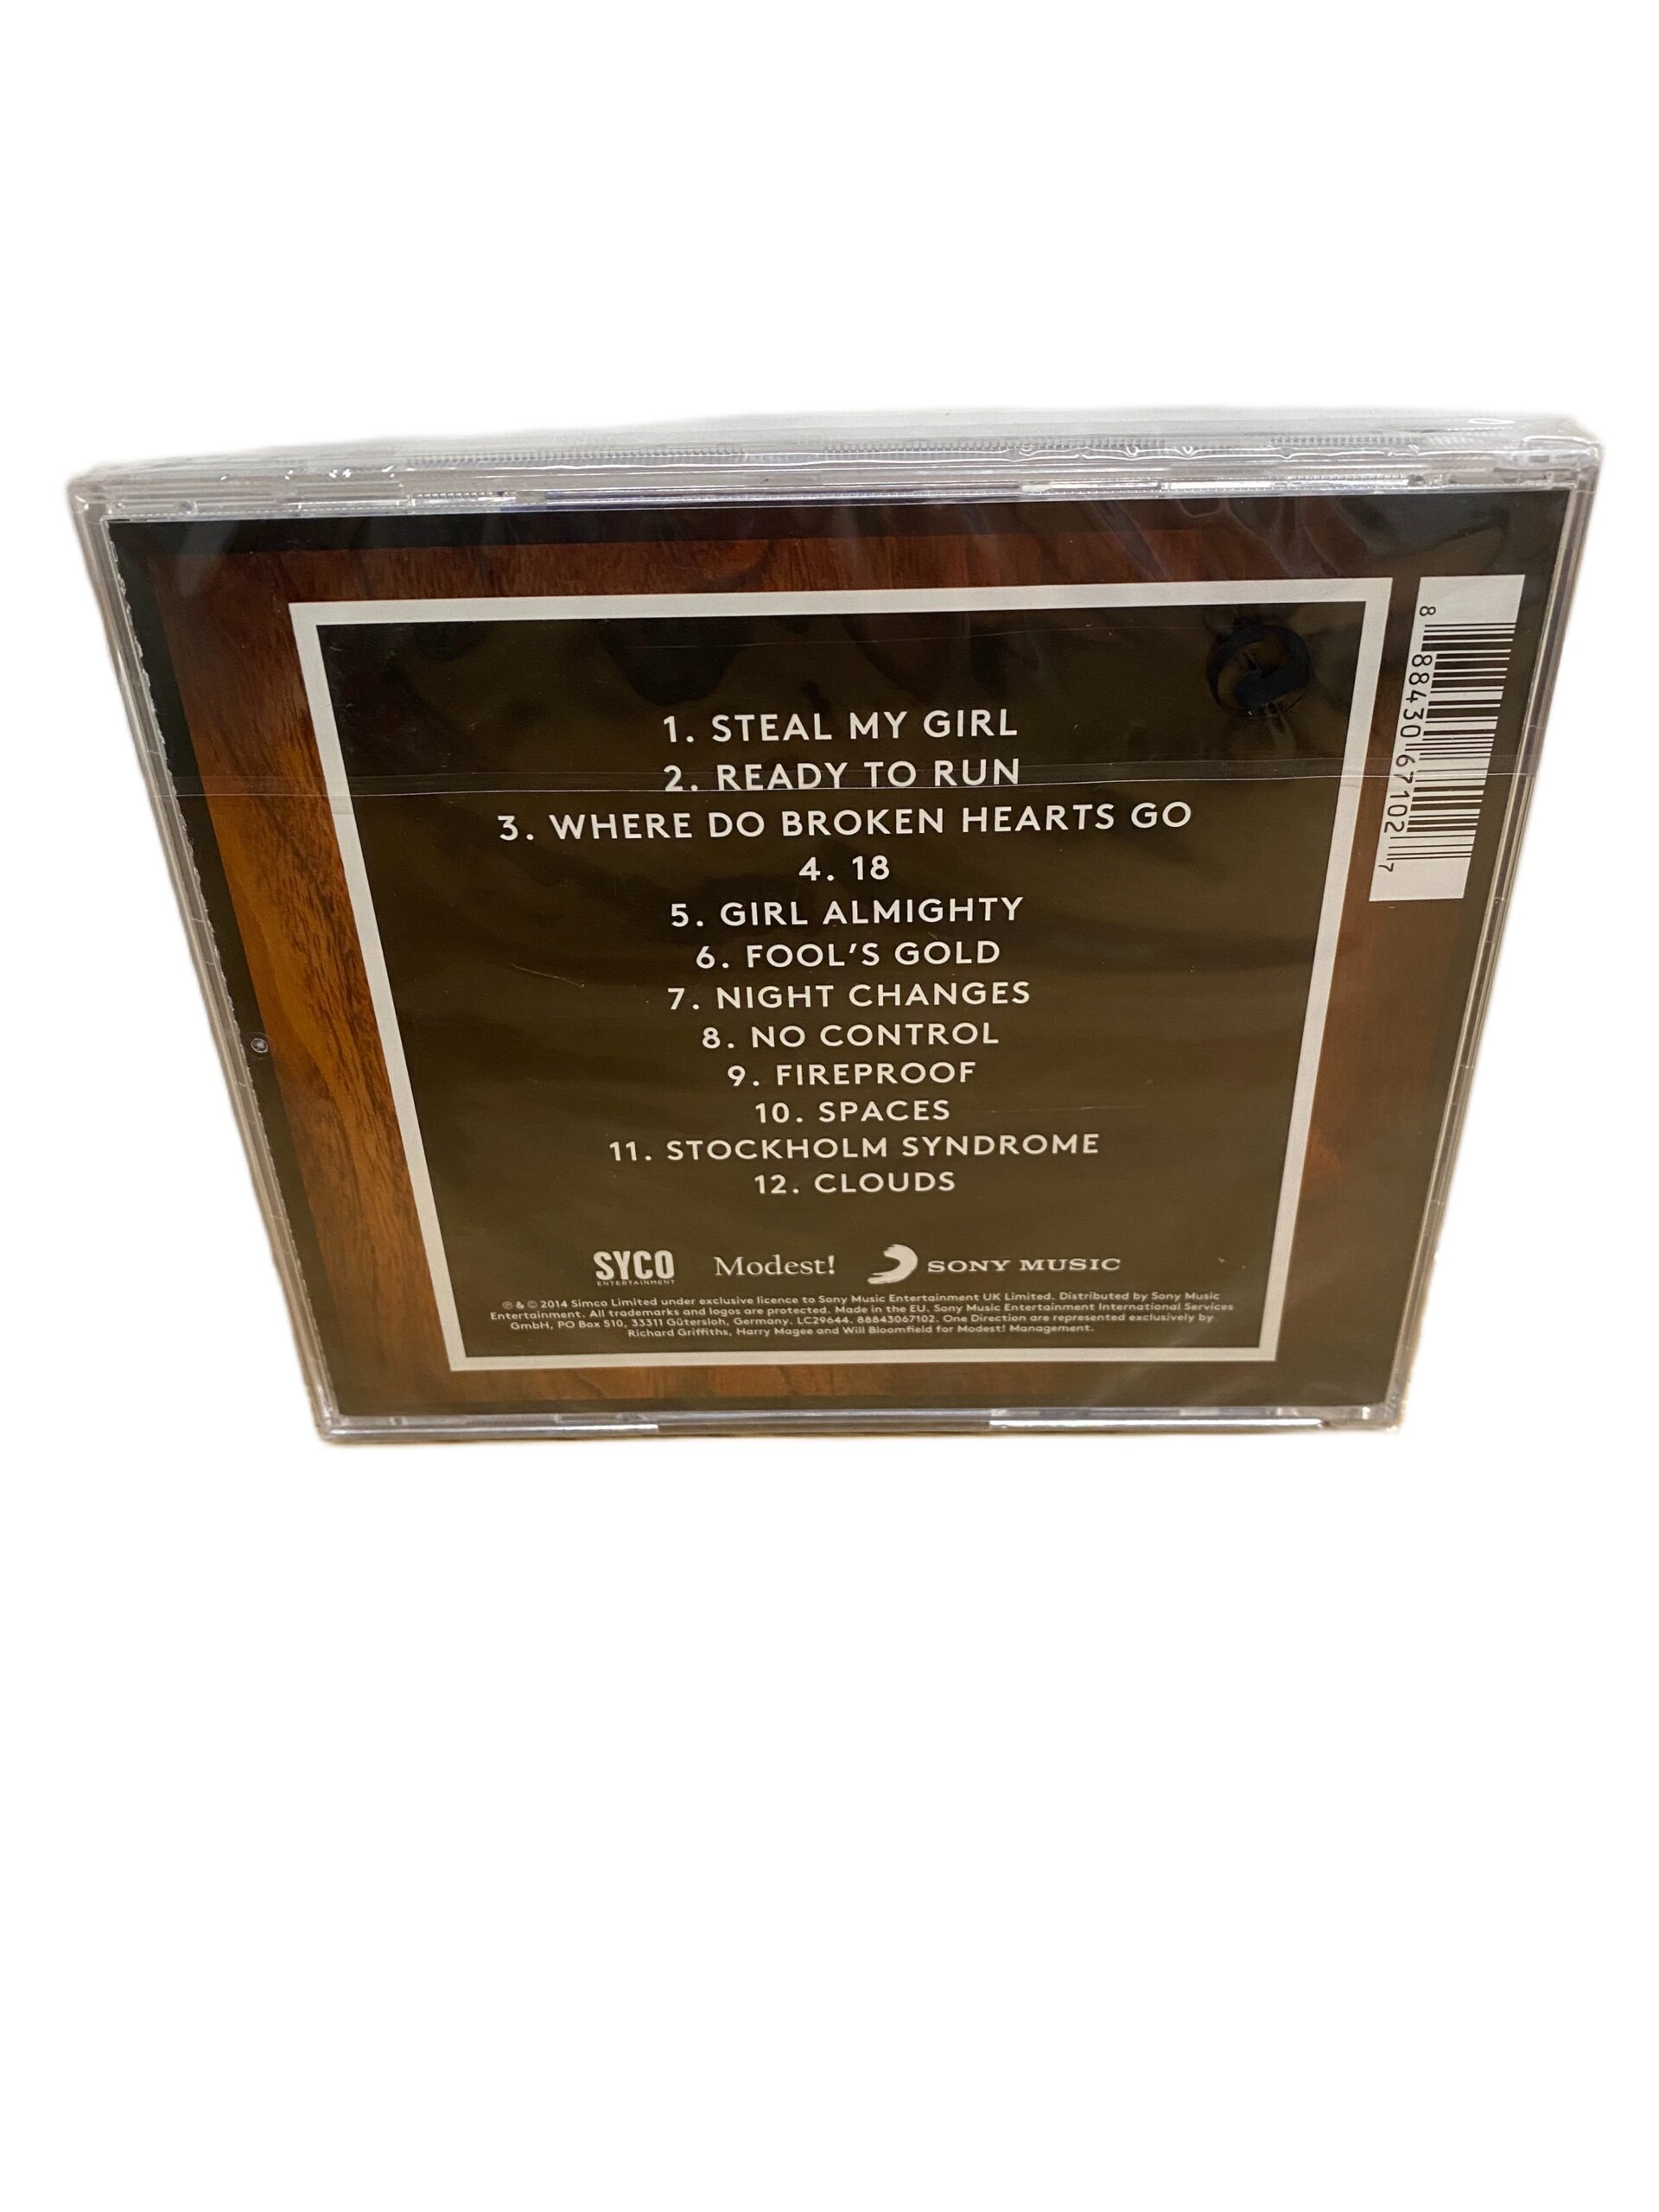 1. STEAL MY GIRL
2. READY TO RUN
3. WHERE DO BROKEN HEARTS GO
4. 18
5. GIRL ALMIGHTY
6. FOOL'S GOLD
7. NIGHT CHANGES
8. NO CONTROL
9. FIREPROOF
10. SPACES
11. STOCKHOLM SYNDROME
12. CLOUDS
SYCO
ENTERTAINMENT
Modest!
SONY MUSIC
℗ & © 2014 Simco Limited under exclusive licence to Sony Music Entertainment UK Limited. Distributed by Sony Music
Entertainment. All trademarks and logos are protected. Made in the EU. Sony Music Entertainment International Services
GmbH, PO Box 510, 33311 Gütersloh, Germany. LC29644. 88843067102. One Direction are represented exclusively by
Richard Griffiths, Harry Magee and Will Bloomfield for Modest! Management.
8 88430 67102 7